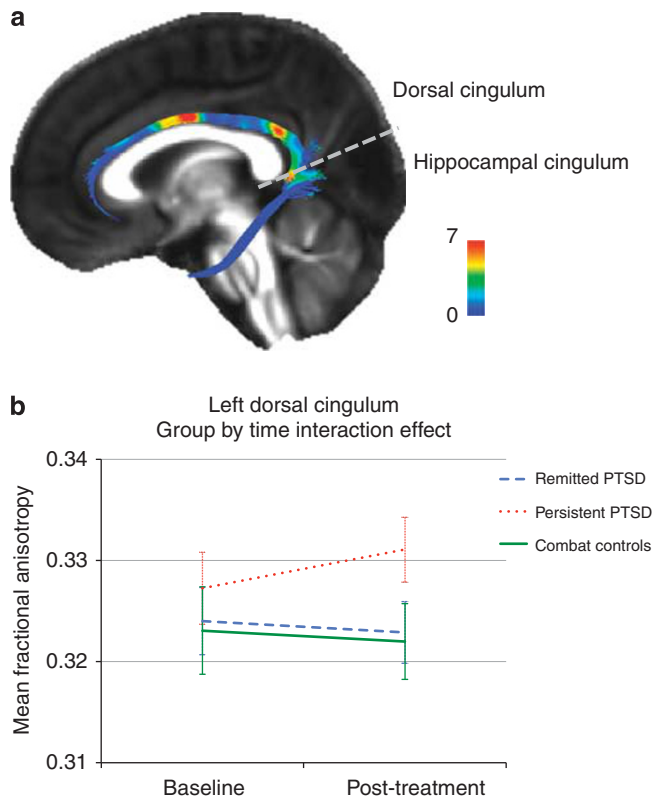 a
Dorsal cingulum
Hippocampal cingulum
7
0
b
Left dorsal cingulum
Group by time interaction effect
Mean fractional anisotropy
0.34
0.33
0.32
0.31
Baseline
Post-treatment
Remitted PTSD
Persistent PTSD
Combat controls